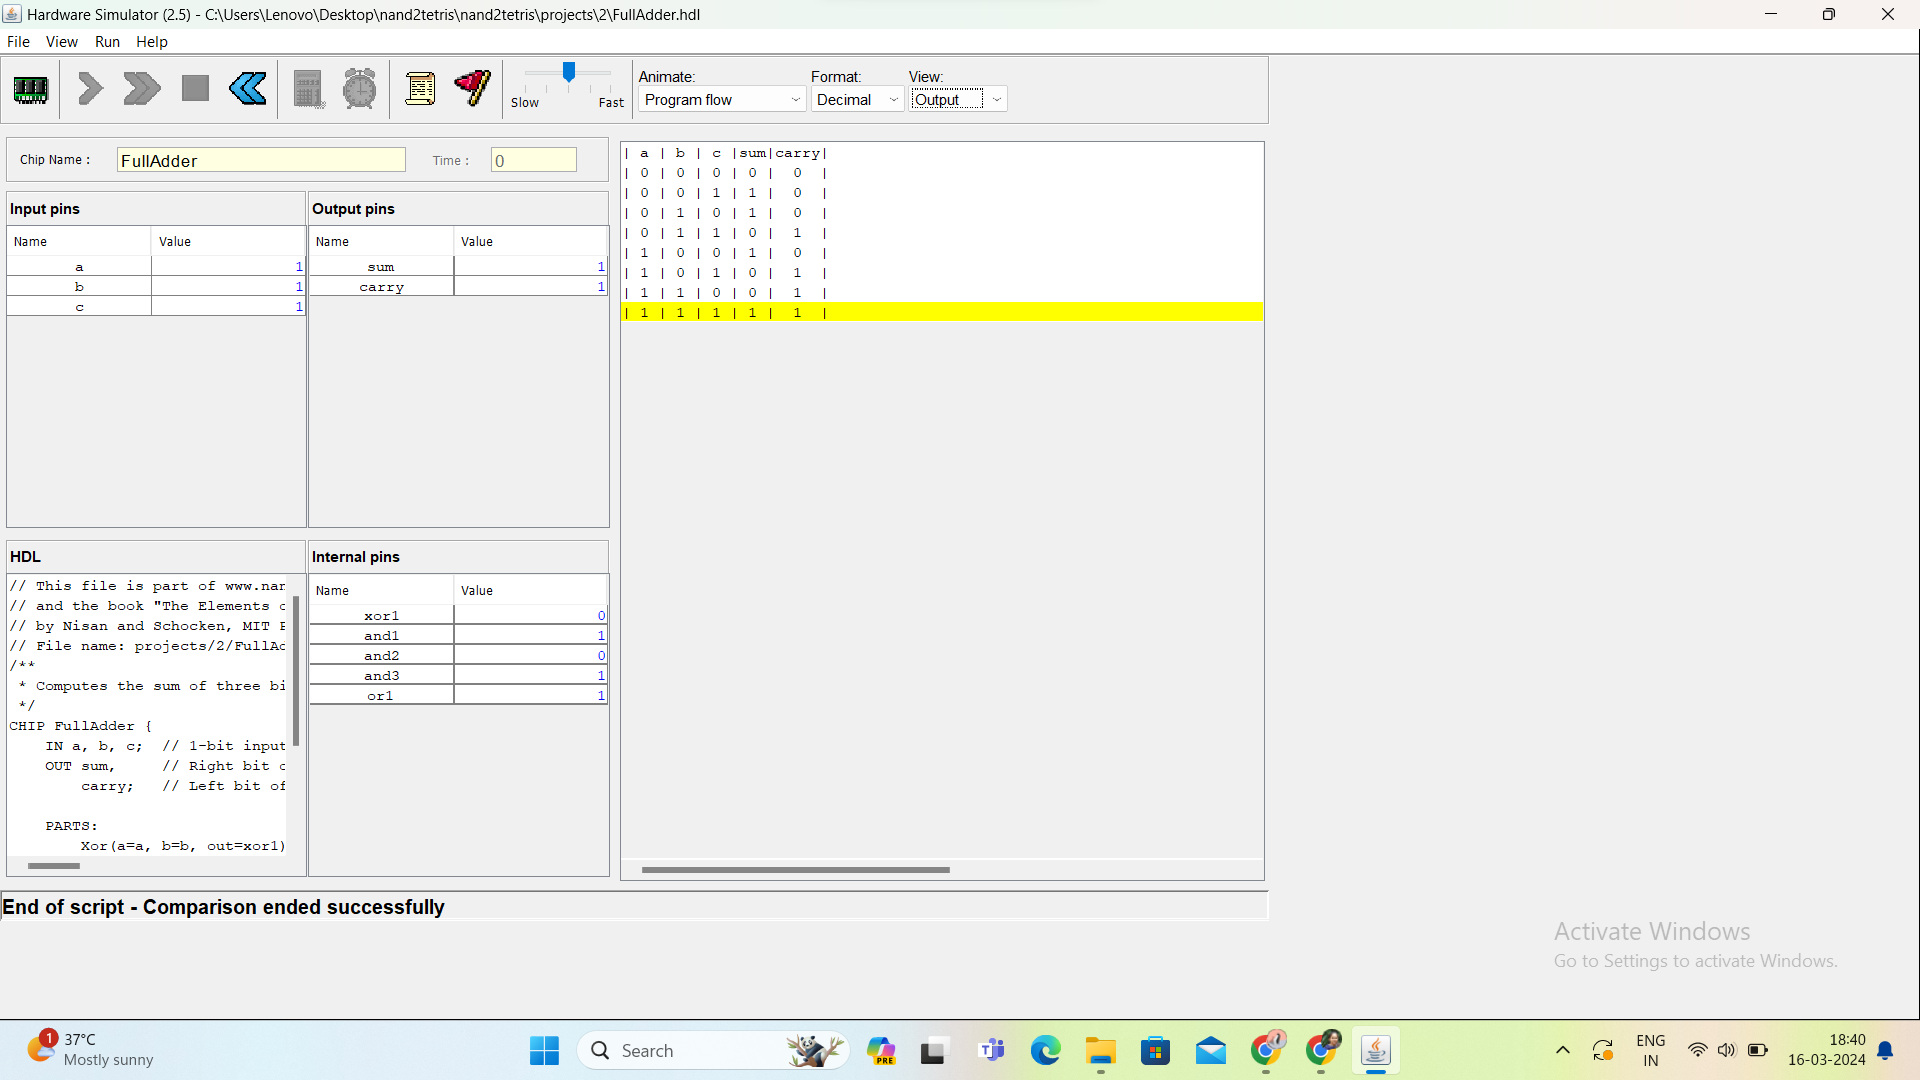 Hardware Simulator (2.5) - C:\Users\Lenovo\Desktop\nand2tetris\nand2tetris\projects\2\FullAdder.hdl
File View Run Help
Animate: Format: View:
Slow Fast Program flow Decimal Output
Chip Name : FullAdder Time : 0
Input pins
Name Value
a 1
b 1
c 1
Output pins
Name Value
sum 1
carry 1
| a | b | c |sum|carry|
| 0 | 0 | 0 | 0 | 0 |
| 0 | 0 | 1 | 1 | 0 |
| 0 | 1 | 0 | 1 | 0 |
| 0 | 1 | 1 | 0 | 1 |
| 1 | 0 | 0 | 1 | 0 |
| 1 | 0 | 1 | 0 | 1 |
| 1 | 1 | 0 | 0 | 1 |
| 1 | 1 | 1 | 1 | 1 |
HDL
// This file is part of www.nan
// and the book "The Elements o
// by Nisan and Schocken, MIT P
// File name: projects/2/FullAd
/**
* Computes the sum of three bi
*/
CHIP FullAdder {
IN a, b, c; // 1-bit input
OUT sum, // Right bit o
carry; // Left bit of
PARTS:
Xor(a=a, b=b, out=xor1)
Internal pins
Name Value
xor1 0
and1 1
and2 0
and3 1
or1 1
End of script - Comparison ended successfully
Activate Windows
Go to Settings to activate Windows.
1
37°C
Mostly sunny
Search
PRE
ENG
IN
18:40
16-03-2024